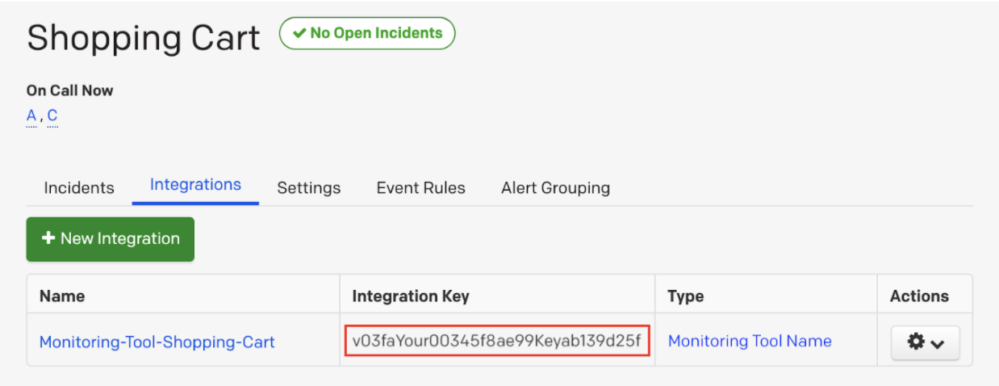 Shopping Cart
No Open Incidents
On Call Now
A , C
Incidents Integrations Settings Event Rules Alert Grouping
New Integration
Name Integration Key Type Actions
Monitoring-Tool-Shopping-Cart v03faYour00345f8ae99Keyab139d25f Monitoring Tool Name